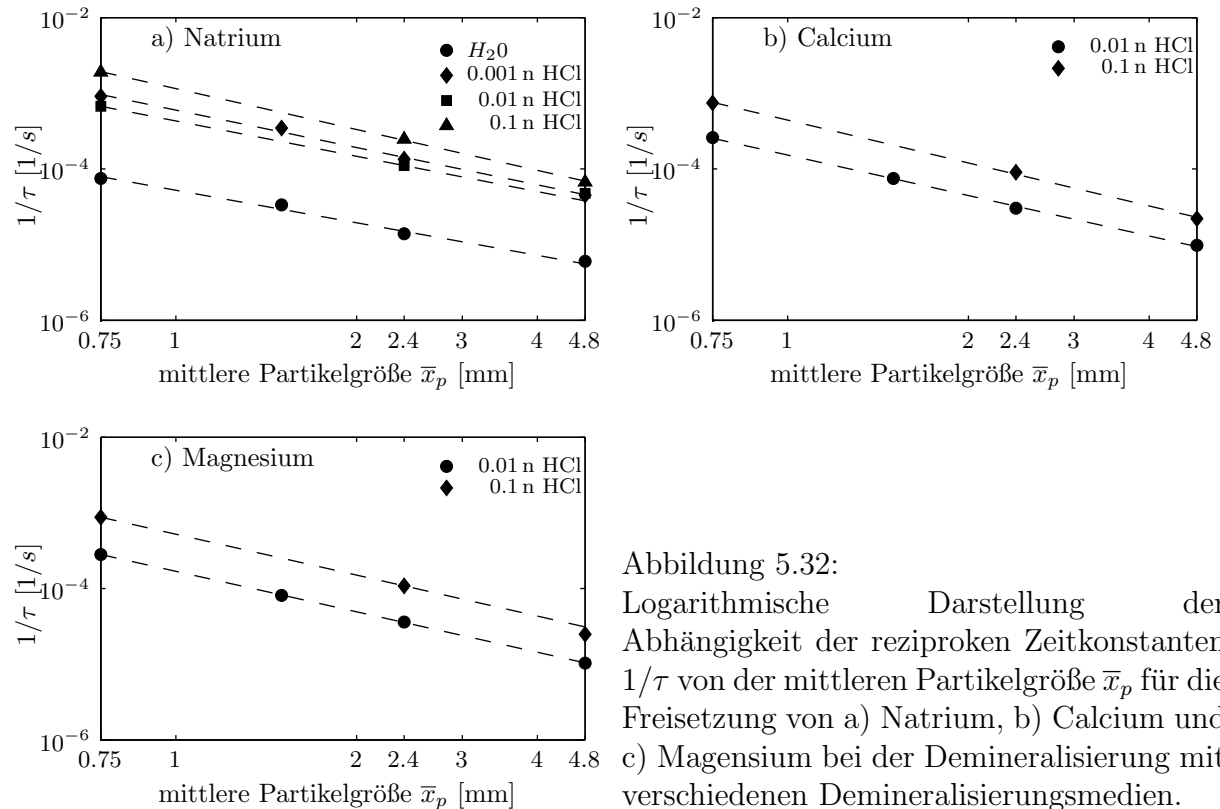 a) Natrium
H₂0
0.001 n HCl
0.01 n HCl
0.1 n HCl
10⁻²
10⁻⁴
10⁻⁶
1/τ [1/s]
0.75 1 2 2.4 3 4 4.8
mittlere Partikelgröße x̅ₚ [mm]
b) Calcium
0.01 n HCl
0.1 n HCl
10⁻²
10⁻⁴
10⁻⁶
1/τ [1/s]
0.75 1 2 2.4 3 4 4.8
mittlere Partikelgröße x̅ₚ [mm]
c) Magnesium
0.01 n HCl
0.1 n HCl
10⁻²
10⁻⁴
10⁻⁶
1/τ [1/s]
0.75 1 2 2.4 3 4 4.8
mittlere Partikelgröße x̅ₚ [mm]
Abbildung 5.32:
Logarithmische Darstellung der
Abhängigkeit der reziproken Zeitkonstanten
1/τ von der mittleren Partikelgröße x̅ₚ für die
Freisetzung von a) Natrium, b) Calcium und
c) Magensium bei der Demineralisierung mit
verschiedenen Demineralisierungsmedien.